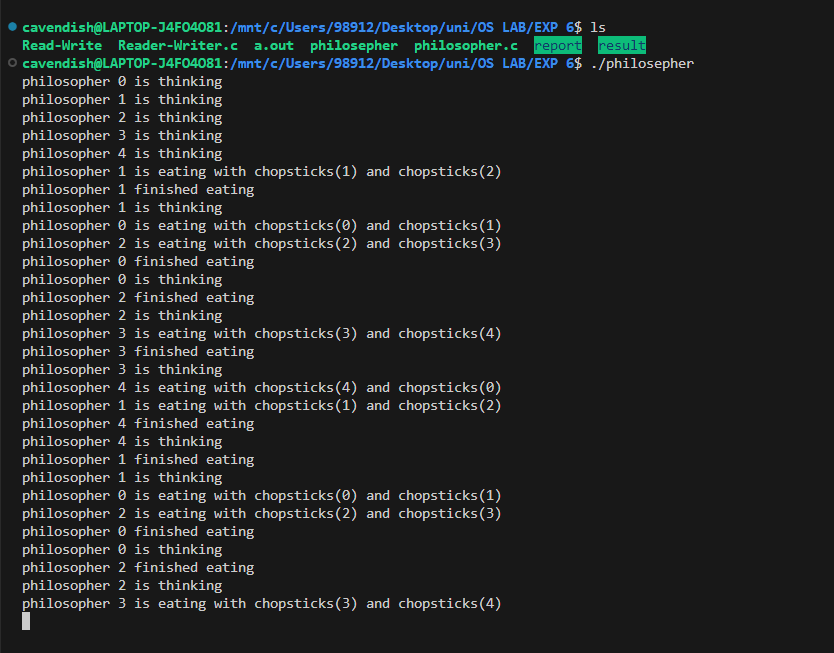 cavendish@LAPTOP-J4FO4O81:/mnt/c/Users/98912/Desktop/uni/OS LAB/EXP 6$ ls
Read-Write  Reader-Writer.c  a.out  philosepher  philosopher.c  report  result
cavendish@LAPTOP-J4FO4O81:/mnt/c/Users/98912/Desktop/uni/OS LAB/EXP 6$ ./philosepher
philosopher 0 is thinking
philosopher 1 is thinking
philosopher 2 is thinking
philosopher 3 is thinking
philosopher 4 is thinking
philosopher 1 is eating with chopsticks(1) and chopsticks(2)
philosopher 1 finished eating
philosopher 1 is thinking
philosopher 0 is eating with chopsticks(0) and chopsticks(1)
philosopher 2 is eating with chopsticks(2) and chopsticks(3)
philosopher 0 finished eating
philosopher 0 is thinking
philosopher 2 finished eating
philosopher 2 is thinking
philosopher 3 is eating with chopsticks(3) and chopsticks(4)
philosopher 3 finished eating
philosopher 3 is thinking
philosopher 4 is eating with chopsticks(4) and chopsticks(0)
philosopher 1 is eating with chopsticks(1) and chopsticks(2)
philosopher 4 finished eating
philosopher 4 is thinking
philosopher 1 finished eating
philosopher 1 is thinking
philosopher 0 is eating with chopsticks(0) and chopsticks(1)
philosopher 2 is eating with chopsticks(2) and chopsticks(3)
philosopher 0 finished eating
philosopher 0 is thinking
philosopher 2 finished eating
philosopher 2 is thinking
philosopher 3 is eating with chopsticks(3) and chopsticks(4)